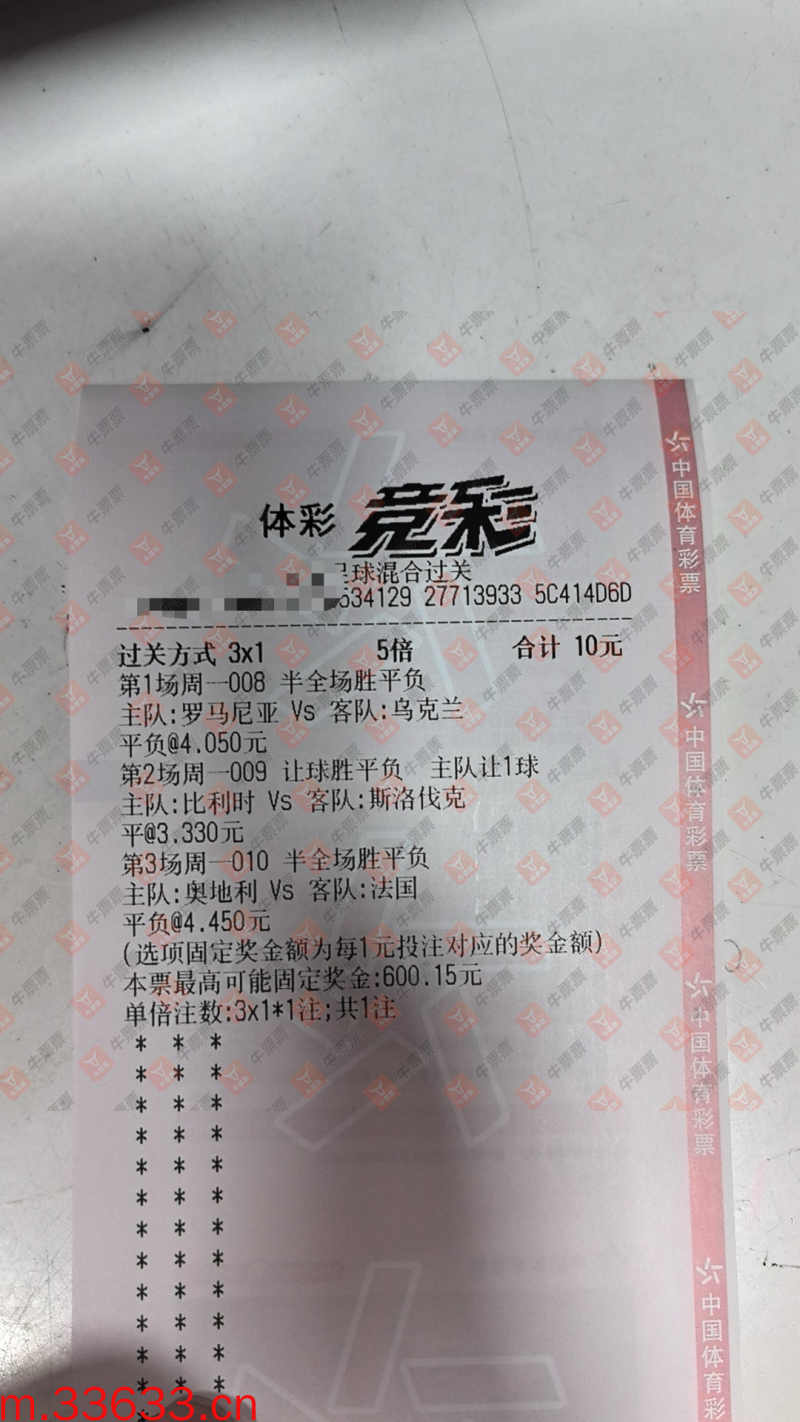 体彩 竞彩
足球混合过关
534129 27713933 5C414D6D
过关方式 3x1 5倍 合计 10元
第1场周一008 半全场胜平负
主队:罗马尼亚 Vs 客队:乌克兰
平负@4.050元
第2场周一009 让球胜平负 主队让1球
主队:比利时 Vs 客队:斯洛伐克
平@3.330元
第3场周一010 半全场胜平负
主队:奥地利 Vs 客队:法国
平负@4.450元
(选项固定奖金额为每1元投注对应的奖金额)
本票最高可能固定奖金:600.15元
单倍注数:3x1*1注;共1注
* * *
* * *
* * *
* * *
* * *
* * *
* * *
* * *
* * *
* * *
* * *
* * *
中国体育彩票
中国体育彩票
中国体育彩票
中国体育彩
牛票票
m.33633.cn